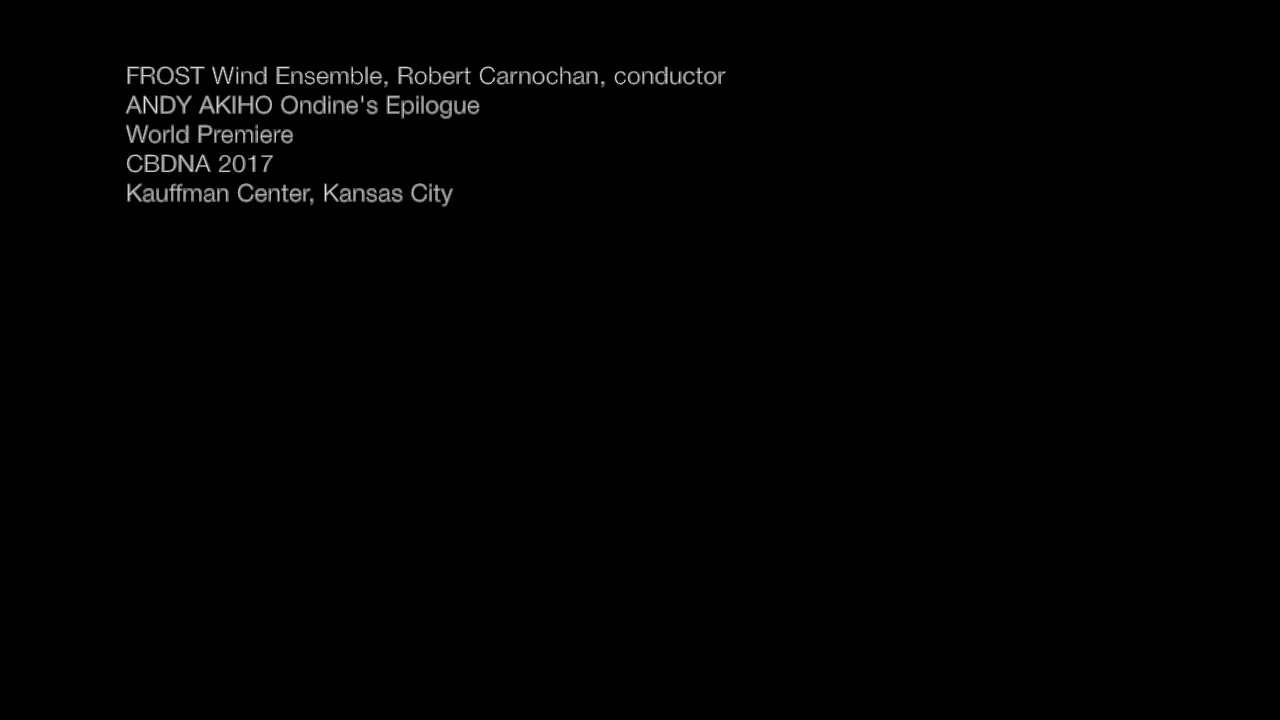 FROST Wind Ensemble, Robert Carnochan, conductor
ANDY AKIHO Ondine's Epilogue
World Premiere
CBDNA 2017
Kauffman Center, Kansas City